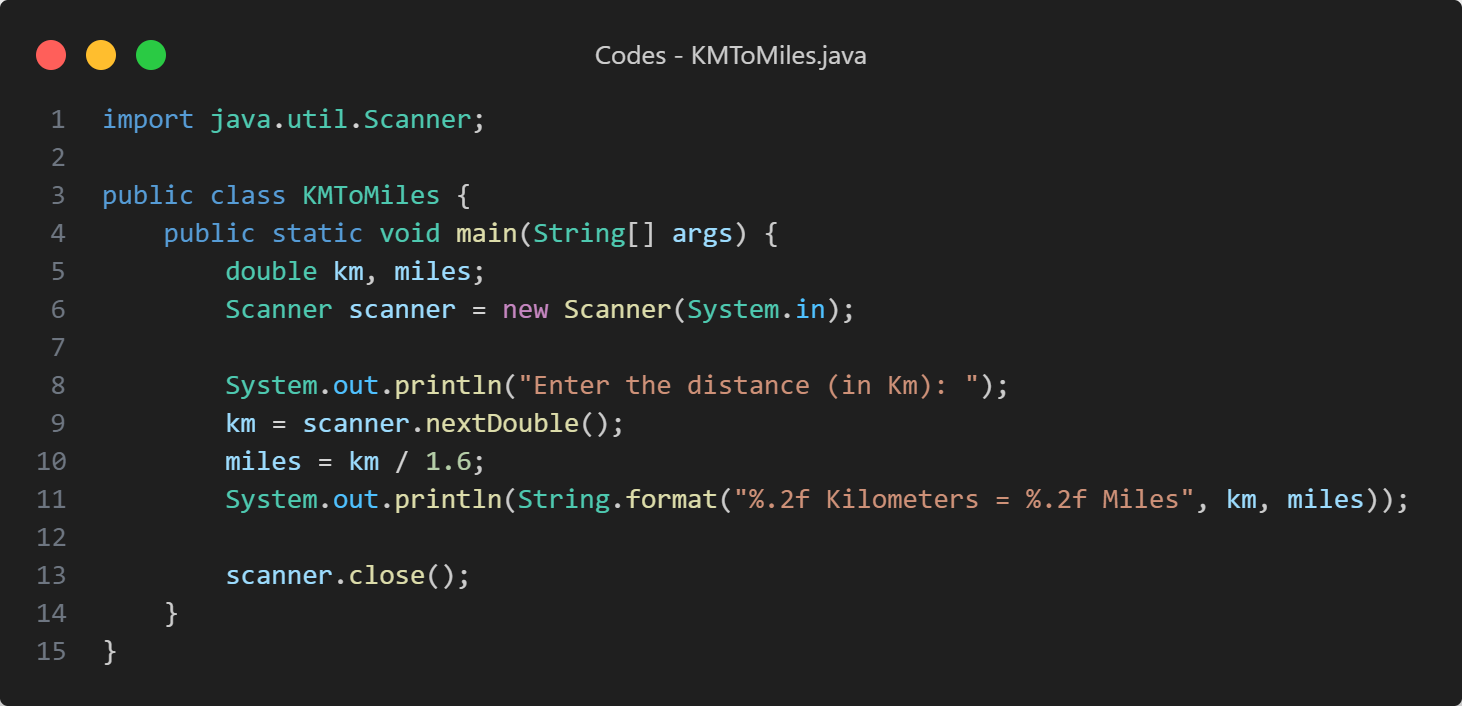 Codes - KMToMiles.java
1 import java.util.Scanner;
2
3 public class KMToMiles {
4     public static void main(String[] args) {
5         double km, miles;
6         Scanner scanner = new Scanner(System.in);
7
8         System.out.println("Enter the distance (in Km): ");
9         km = scanner.nextDouble();
10         miles = km / 1.6;
11         System.out.println(String.format("%.2f Kilometers = %.2f Miles", km, miles));
12
13         scanner.close();
14     }
15 }